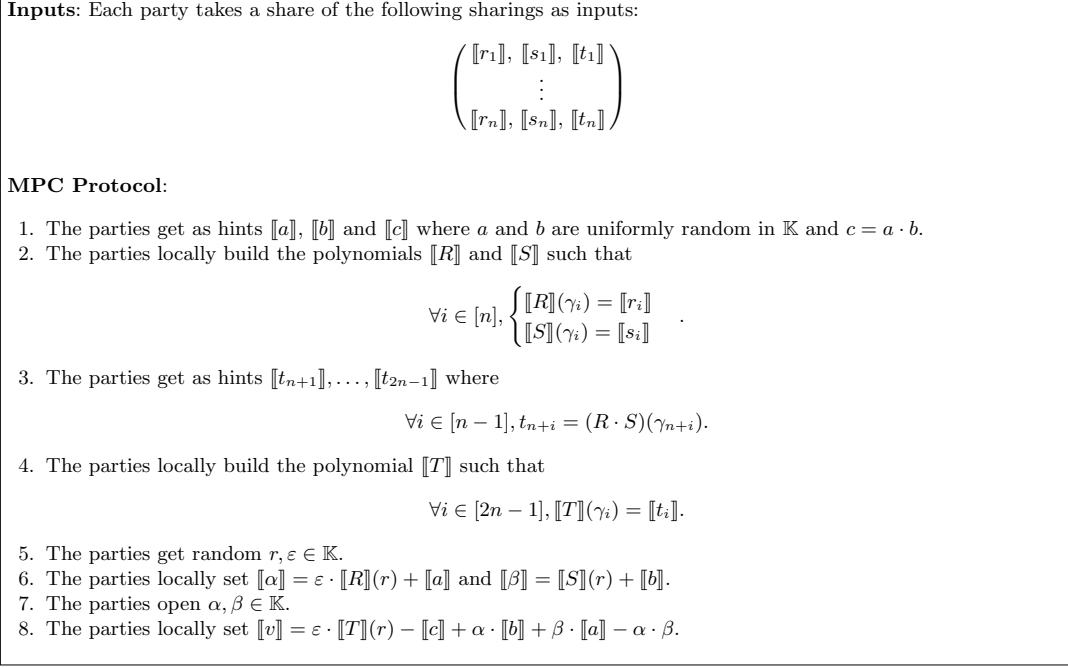 Inputs: Each party takes a share of the following sharings as inputs:
⟦r₁⟧, ⟦s₁⟧, ⟦t₁⟧
⋮
⟦rₙ⟧, ⟦sₙ⟧, ⟦tₙ⟧
MPC Protocol:
1. The parties get as hints ⟦a⟧, ⟦b⟧ and ⟦c⟧ where a and b are uniformly random in 𝕂 and c = a · b.
2. The parties locally build the polynomials ⟦R⟧ and ⟦S⟧ such that
∀i ∈ [n], { ⟦R⟧(γᵢ) = ⟦rᵢ⟧
⟦S⟧(γᵢ) = ⟦sᵢ⟧ .
3. The parties get as hints ⟦tₙ₊₁⟧, . . . , ⟦t₂ₙ₋₁⟧ where
∀i ∈ [n − 1], tₙ₊ᵢ = (R · S)(γₙ₊ᵢ).
4. The parties locally build the polynomial ⟦T⟧ such that
∀i ∈ [2n − 1], ⟦T⟧(γᵢ) = ⟦tᵢ⟧.
5. The parties get random r, ε ∈ 𝕂.
6. The parties locally set ⟦α⟧ = ε · ⟦R⟧(r) + ⟦a⟧ and ⟦β⟧ = ⟦S⟧(r) + ⟦b⟧.
7. The parties open α, β ∈ 𝕂.
8. The parties locally set ⟦v⟧ = ε · ⟦T⟧(r) − ⟦c⟧ + α · ⟦b⟧ + β · ⟦a⟧ − α · β.